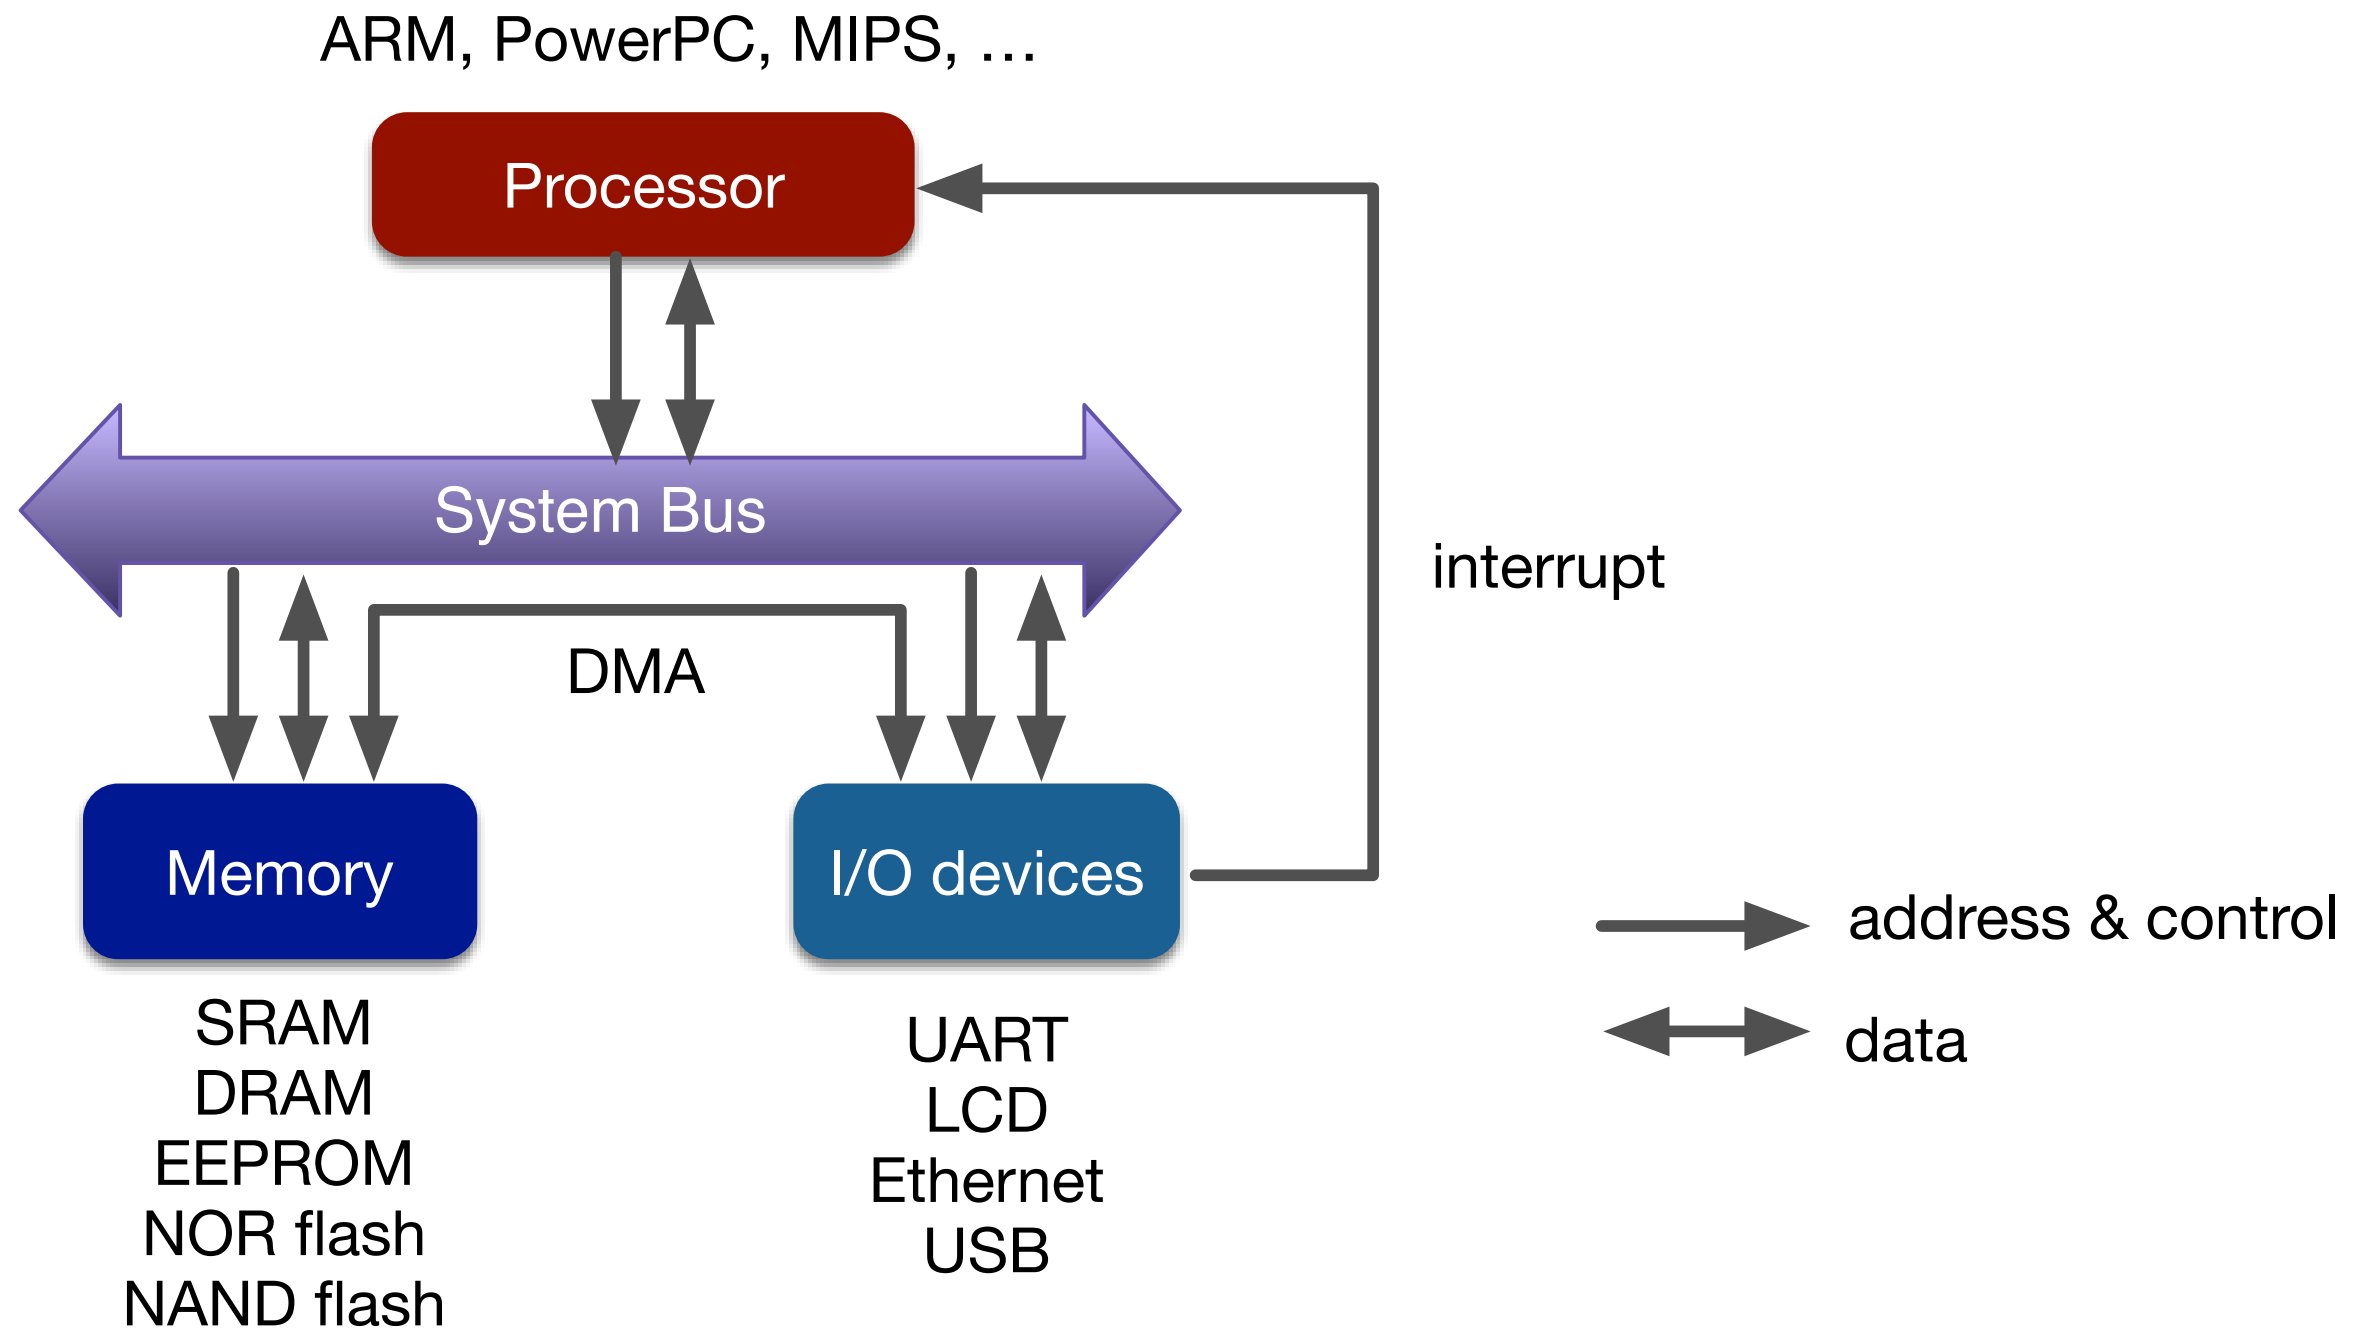 ARM, PowerPC, MIPS, …
Processor
System Bus
interrupt
DMA
Memory
I/O devices
address & control
data
SRAM
DRAM
EEPROM
NOR flash
NAND flash
UART
LCD
Ethernet
USB